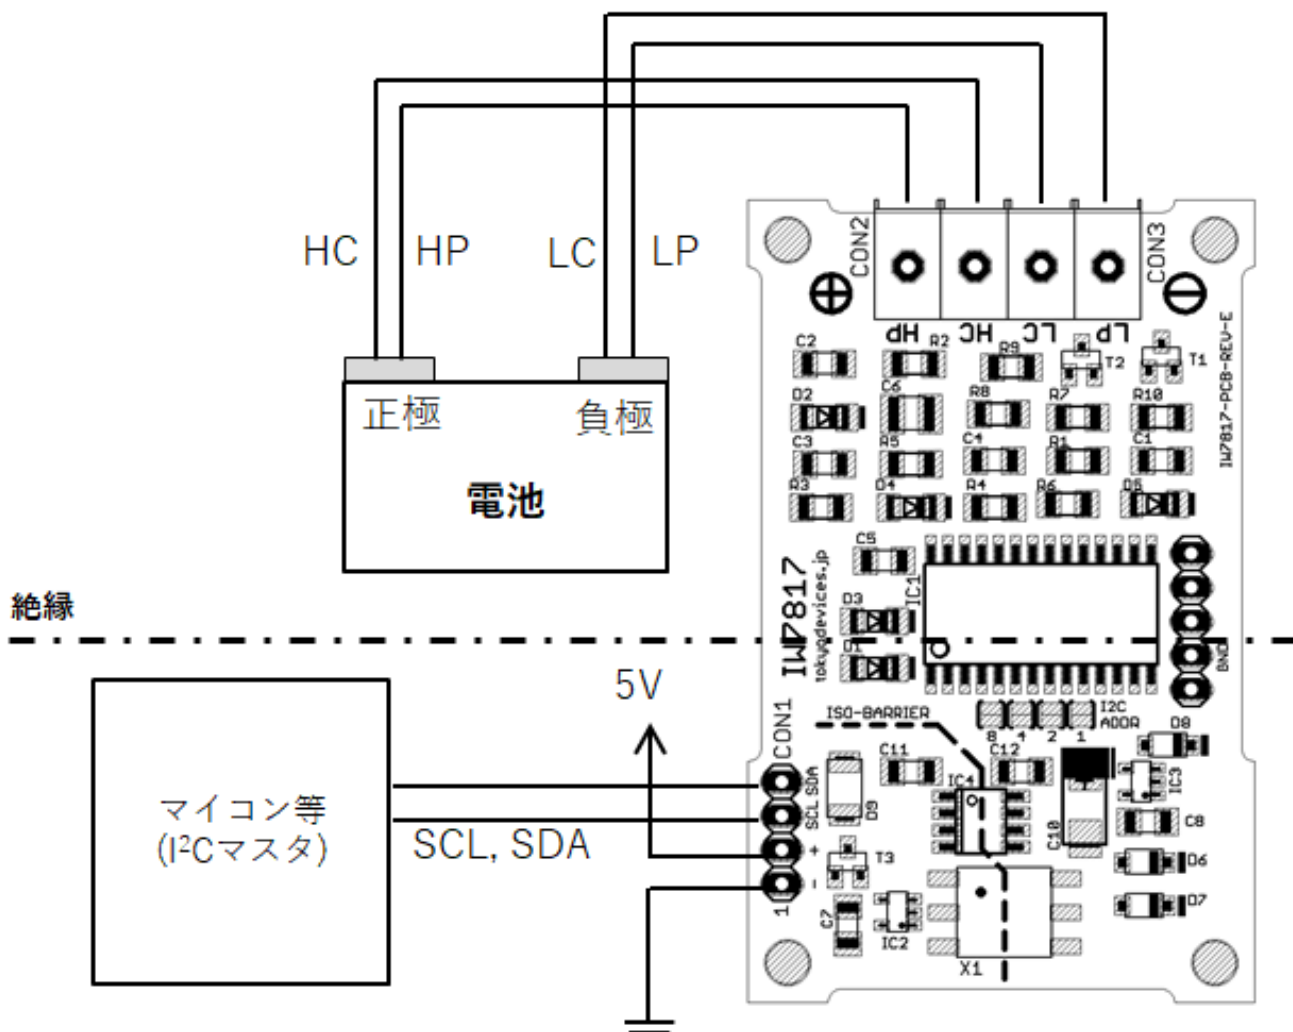 HC
HP
LC
LP
正極
負極
電池
絶縁
マイコン等
(I²Cマスタ)
5V
SCL, SDA
CON2
CON3
HP
HC
LC
LP
IW7817-PCB-REV-E
C2
R2
R9
T2
T1
D2
C6
R8
R7
R10
C3
R5
C4
R1
C1
R3
D4
R4
R6
D5
C5
IC1
IW7817
tokyodevices.jp
D3
D1
GND
ISO-BARRIER
8
4
2
1
I2C
ADDR
CON1
SDA
SCL
+
-
1
C11
C12
D8
IC4
IC3
D9
C10
C8
T3
D6
D7
C7
IC2
X1